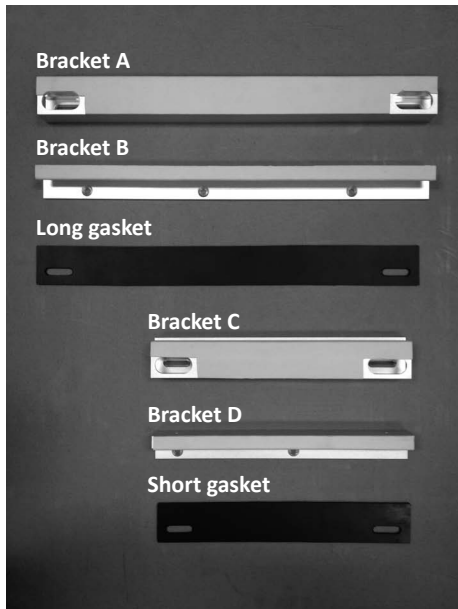 Bracket A
Bracket B
Long gasket
Bracket C
Bracket D
Short gasket